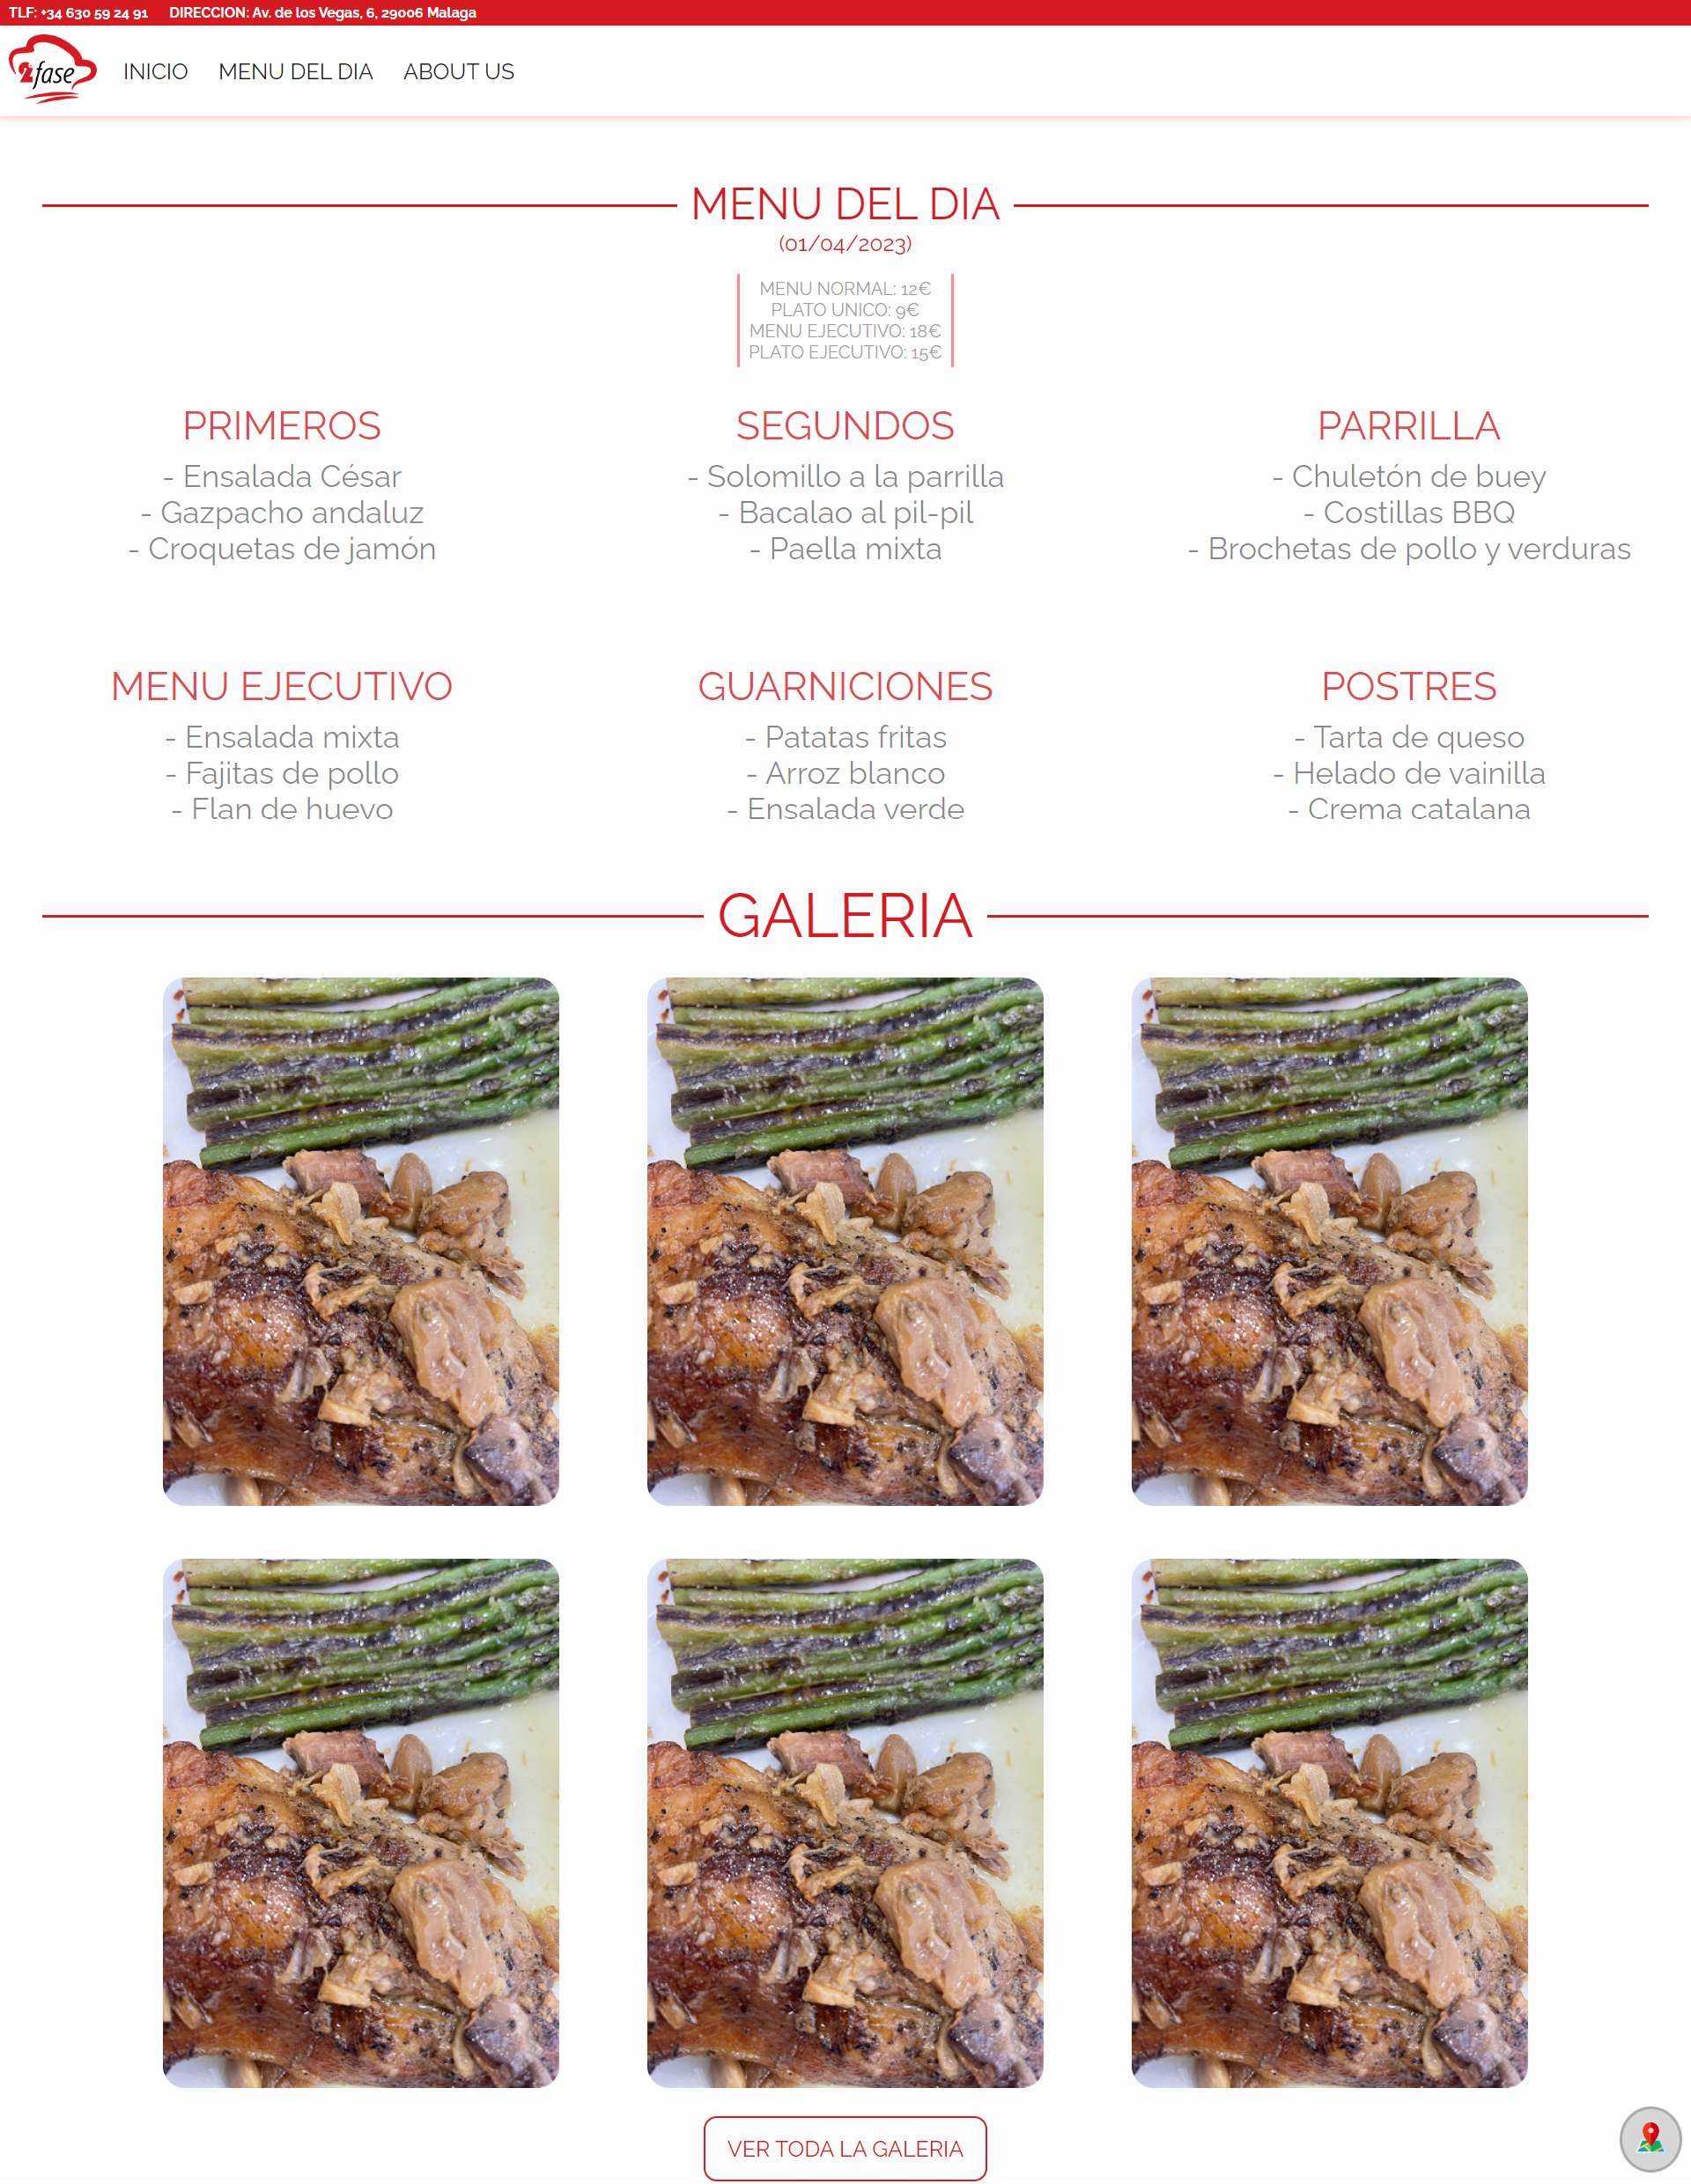 TLF: +34 630 59 24 91 DIRECCION: Av. de los Vegas, 6, 29006 Malaga
2ªfase
INICIO MENU DEL DIA ABOUT US
MENU DEL DIA
(01/04/2023)
MENU NORMAL: 12€
PLATO UNICO: 9€
MENU EJECUTIVO: 18€
PLATO EJECUTIVO: 15€
PRIMEROS
- Ensalada César
- Gazpacho andaluz
- Croquetas de jamón
SEGUNDOS
- Solomillo a la parrilla
- Bacalao al pil-pil
- Paella mixta
PARRILLA
- Chuletón de buey
- Costillas BBQ
- Brochetas de pollo y verduras
MENU EJECUTIVO
- Ensalada mixta
- Fajitas de pollo
- Flan de huevo
GUARNICIONES
- Patatas fritas
- Arroz blanco
- Ensalada verde
POSTRES
- Tarta de queso
- Helado de vainilla
- Crema catalana
GALERIA
VER TODA LA GALERIA